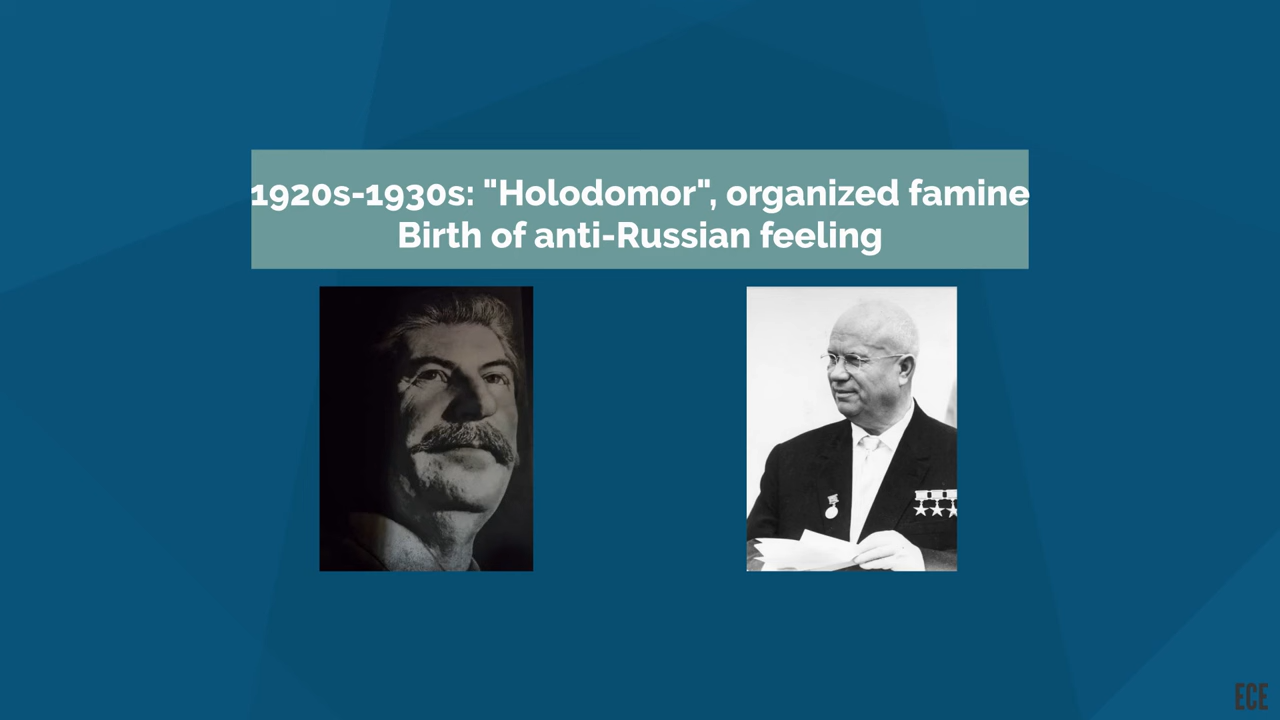 1920s-1930s: "Holodomor", organized famine
Birth of anti-Russian feeling
ECE